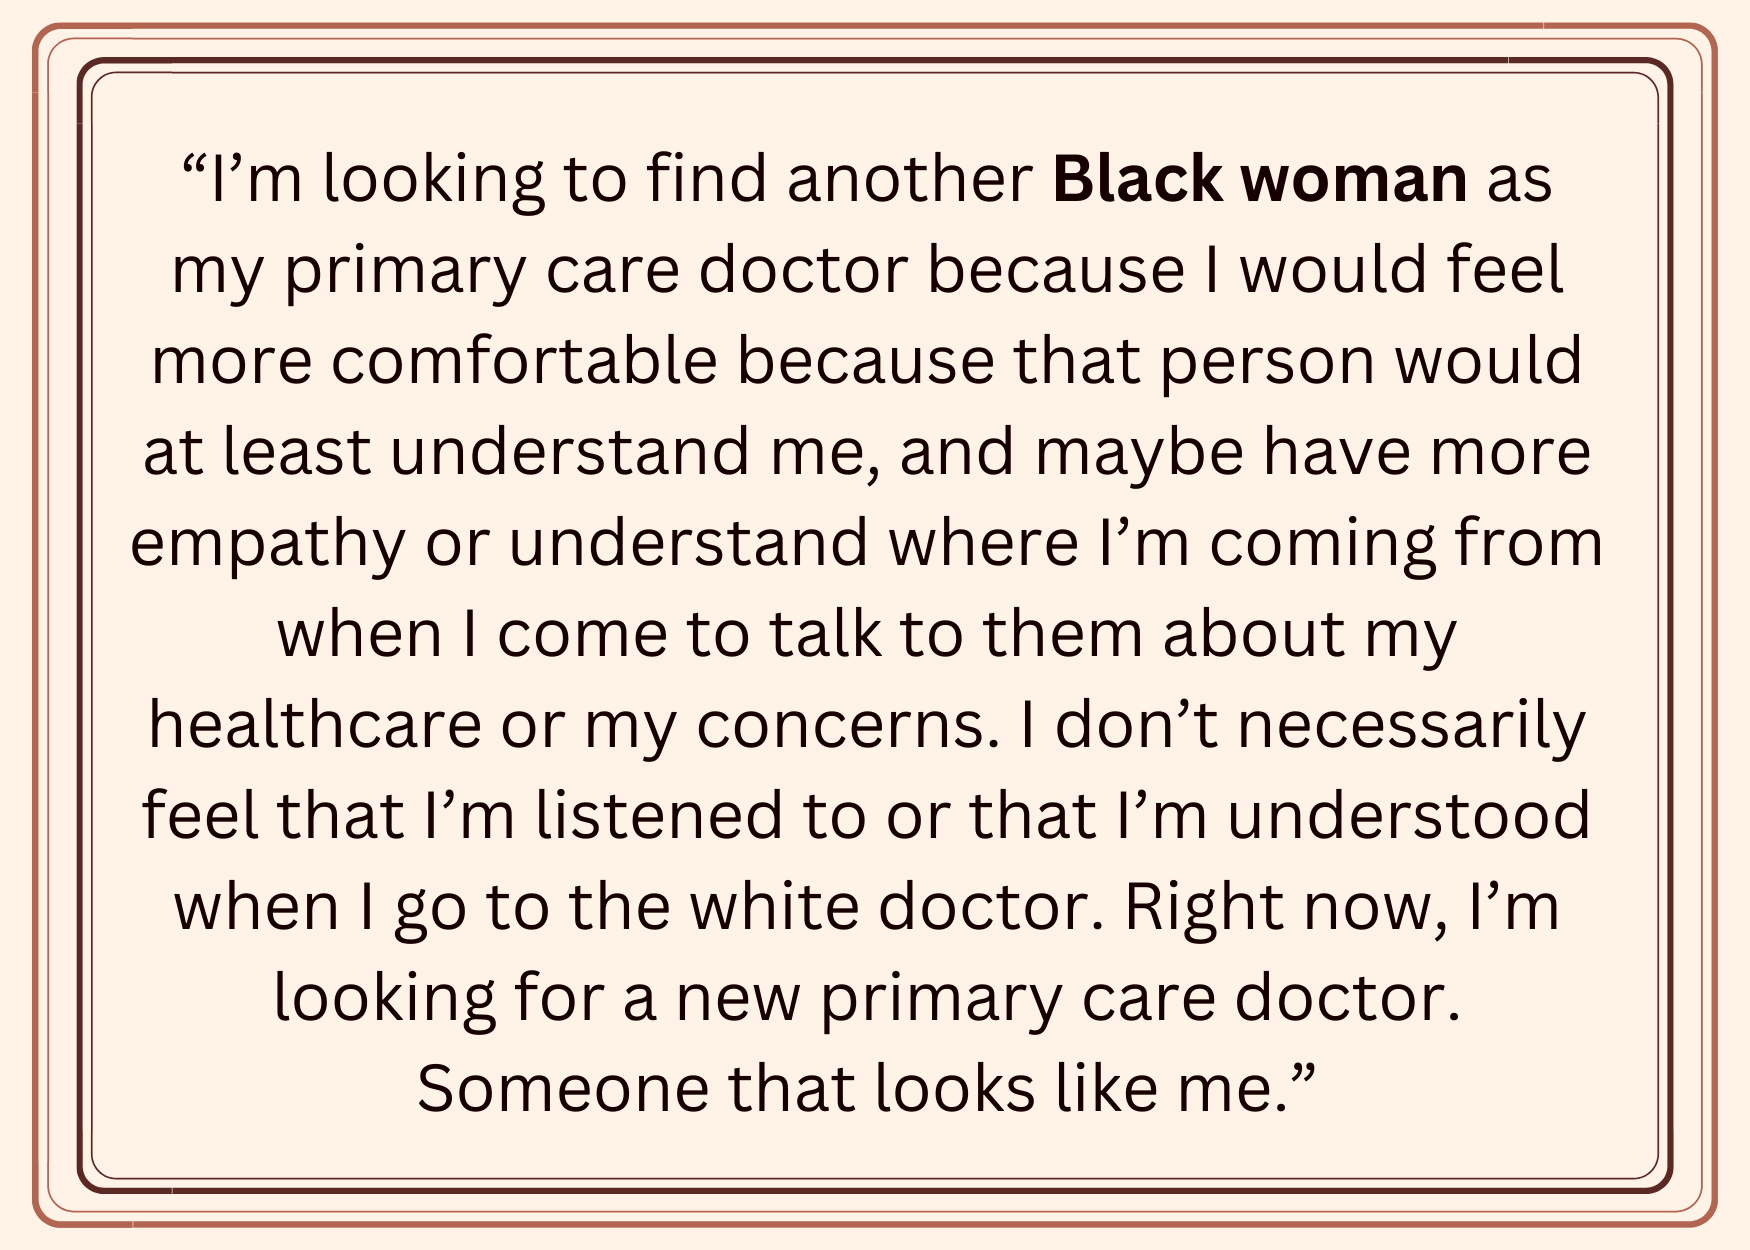 “I’m looking to find another Black woman as
my primary care doctor because I would feel
more comfortable because that person would
at least understand me, and maybe have more
empathy or understand where I’m coming from
when I come to talk to them about my
healthcare or my concerns. I don’t necessarily
feel that I’m listened to or that I’m understood
when I go to the white doctor. Right now, I’m
looking for a new primary care doctor.
Someone that looks like me.”